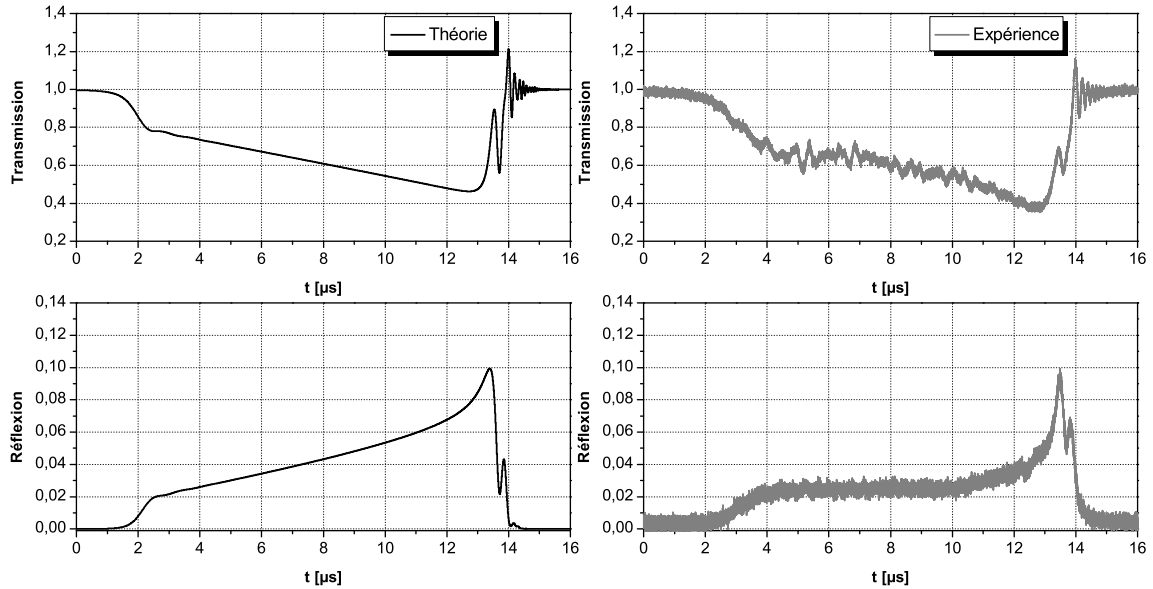 1,4
1,2
1,0
0,8
0,6
0,4
0,2
Transmission
Théorie
0 2 4 6 8 10 12 14 16
t [µs]
1,4
1,2
1,0
0,8
0,6
0,4
0,2
Transmission
Expérience
0 2 4 6 8 10 12 14 16
t [µs]
0,14
0,12
0,10
0,08
0,06
0,04
0,02
0,00
Réflexion
0 2 4 6 8 10 12 14 16
t [µs]
0,14
0,12
0,10
0,08
0,06
0,04
0,02
0,00
Réflexion
0 2 4 6 8 10 12 14 16
t [µs]